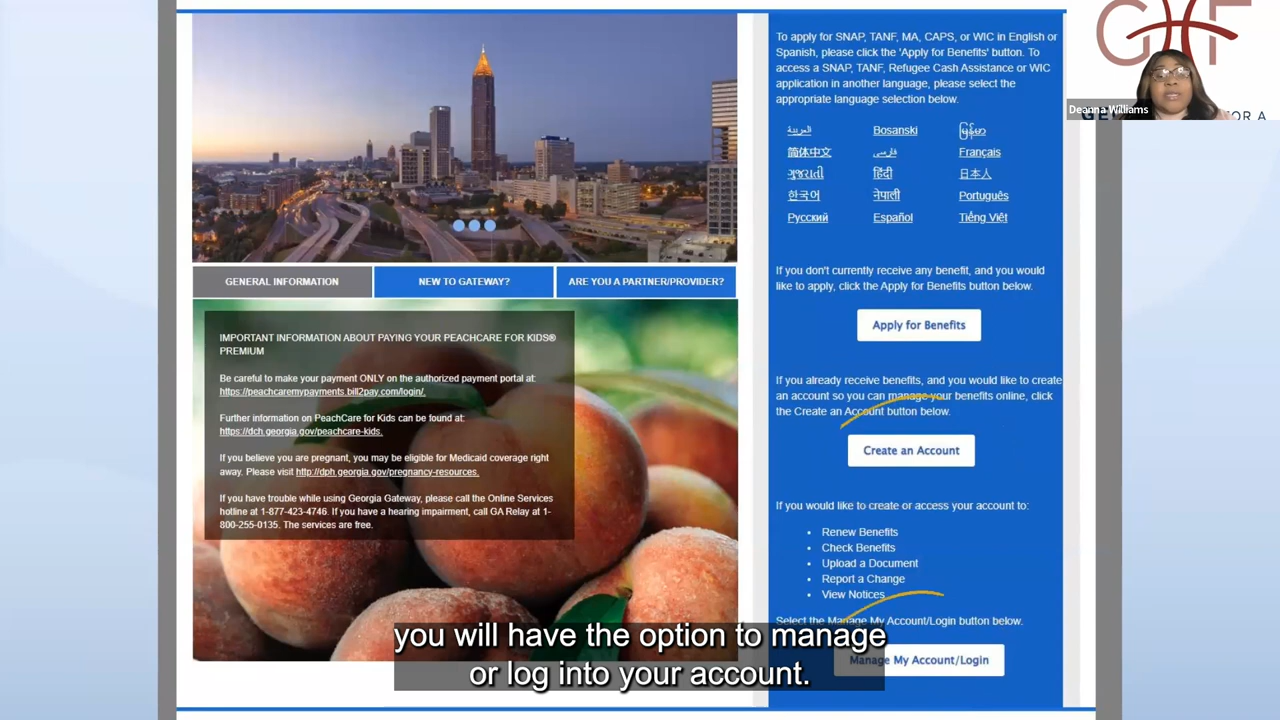 To apply for SNAP, TANF, MA, CAPS, or WIC in English or
Spanish, please click the 'Apply for Benefits' button. To
access a SNAP, TANF, Refugee Cash Assistance or WIC
application in another language, please select the
appropriate language selection below.
العربية Bosanski မြန်မာ
简体中文 فارسی Français
ગુજરાતી हिंदी 日本人
한국어 नेपाली Português
Русский Español Tiếng Việt
GENERAL INFORMATION NEW TO GATEWAY? ARE YOU A PARTNER/PROVIDER?
IMPORTANT INFORMATION ABOUT PAYING YOUR PEACHCARE FOR KIDS®
PREMIUM
Be careful to make your payment ONLY on the authorized payment portal at:
https://peachcaremypayments.bill2pay.com/login/.
Further information on PeachCare for Kids can be found at:
https://dch.georgia.gov/peachcare-kids.
If you believe you are pregnant, you may be eligible for Medicaid coverage right
away. Please visit http://dph.georgia.gov/pregnancy-resources.
If you have trouble while using Georgia Gateway, please call the Online Services
hotline at 1-877-423-4746. If you have a hearing impairment, call GA Relay at 1-
800-255-0135. The services are free.
If you don't currently receive any benefit, and you would
like to apply, click the Apply for Benefits button below.
Apply for Benefits
If you already receive benefits, and you would like to create
an account so you can manage your benefits online, click
the Create an Account button below.
Create an Account
If you would like to create or access your account to:
• Renew Benefits
• Check Benefits
• Upload a Document
• Report a Change
• View Notices
Select the Manage My Account/Login button below.
Manage My Account/Login
G F
Deanna Williams
OR A
you will have the option to manage
or log into your account.